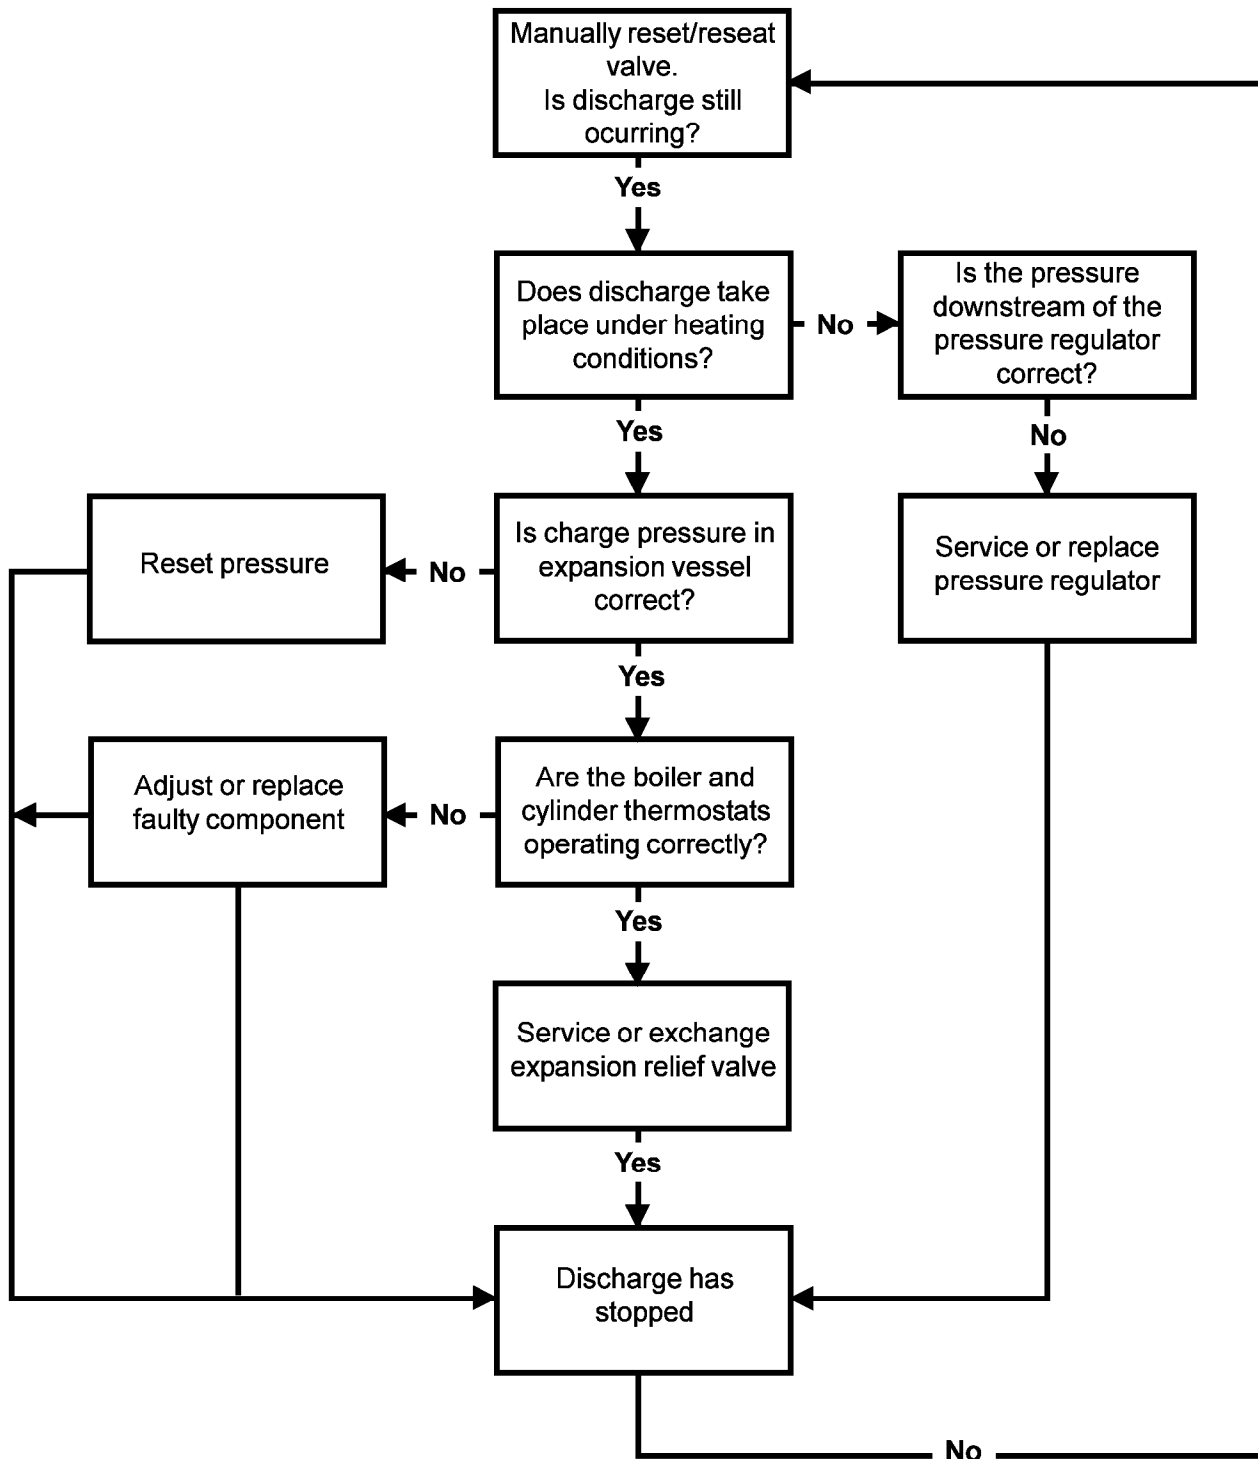 Manually reset/reseat
valve.
Is discharge still
ocurring?
Yes
Does discharge take
place under heating
conditions?
No
Is the pressure
downstream of the
pressure regulator
correct?
Yes
No
Reset pressure
No
Is charge pressure in
expansion vessel
correct?
Service or replace
pressure regulator
Yes
Adjust or replace
faulty component
No
Are the boiler and
cylinder thermostats
operating correctly?
Yes
Service or exchange
expansion relief valve
Yes
Discharge has
stopped
No